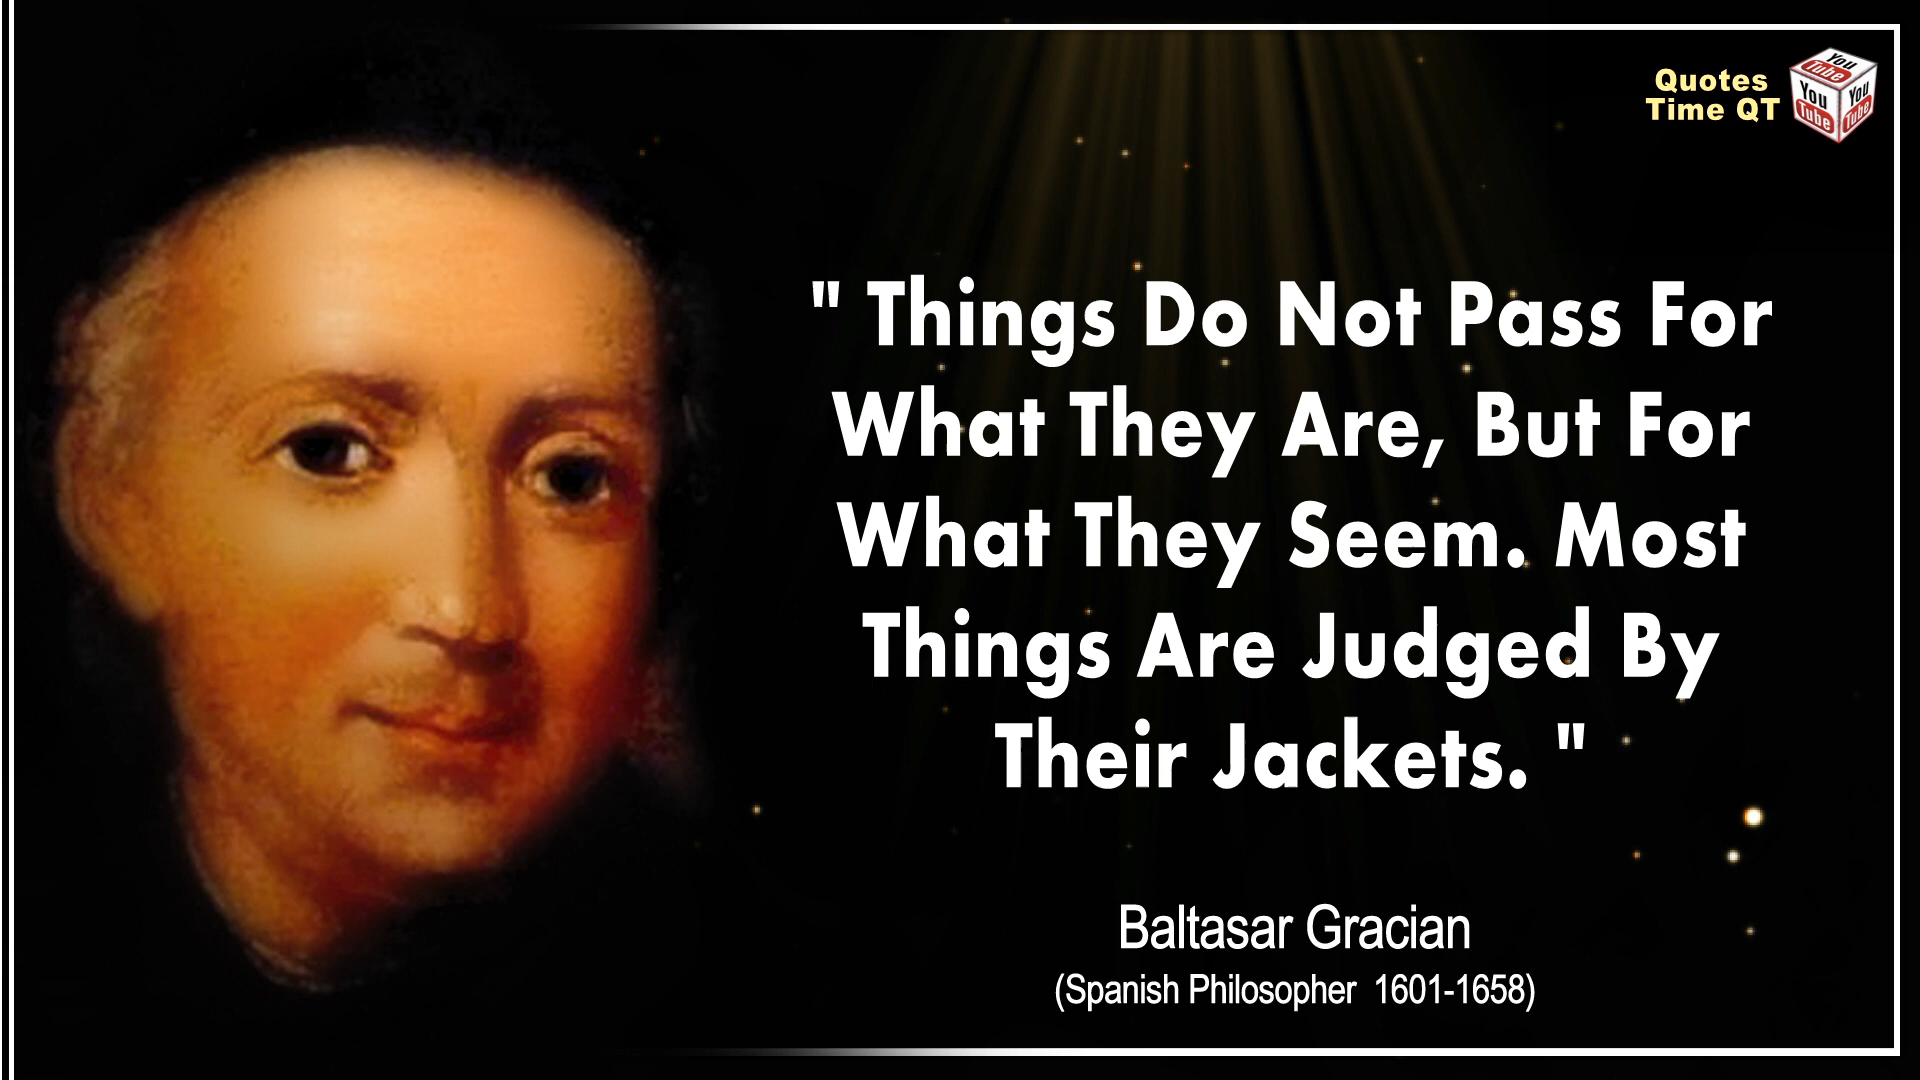 Quotes
Time QT
You
Tube
You
Tube
You
Tube
" Things Do Not Pass For
What They Are, But For
What They Seem. Most
Things Are Judged By
Their Jackets. "
Baltasar Gracian
(Spanish Philosopher 1601-1658)